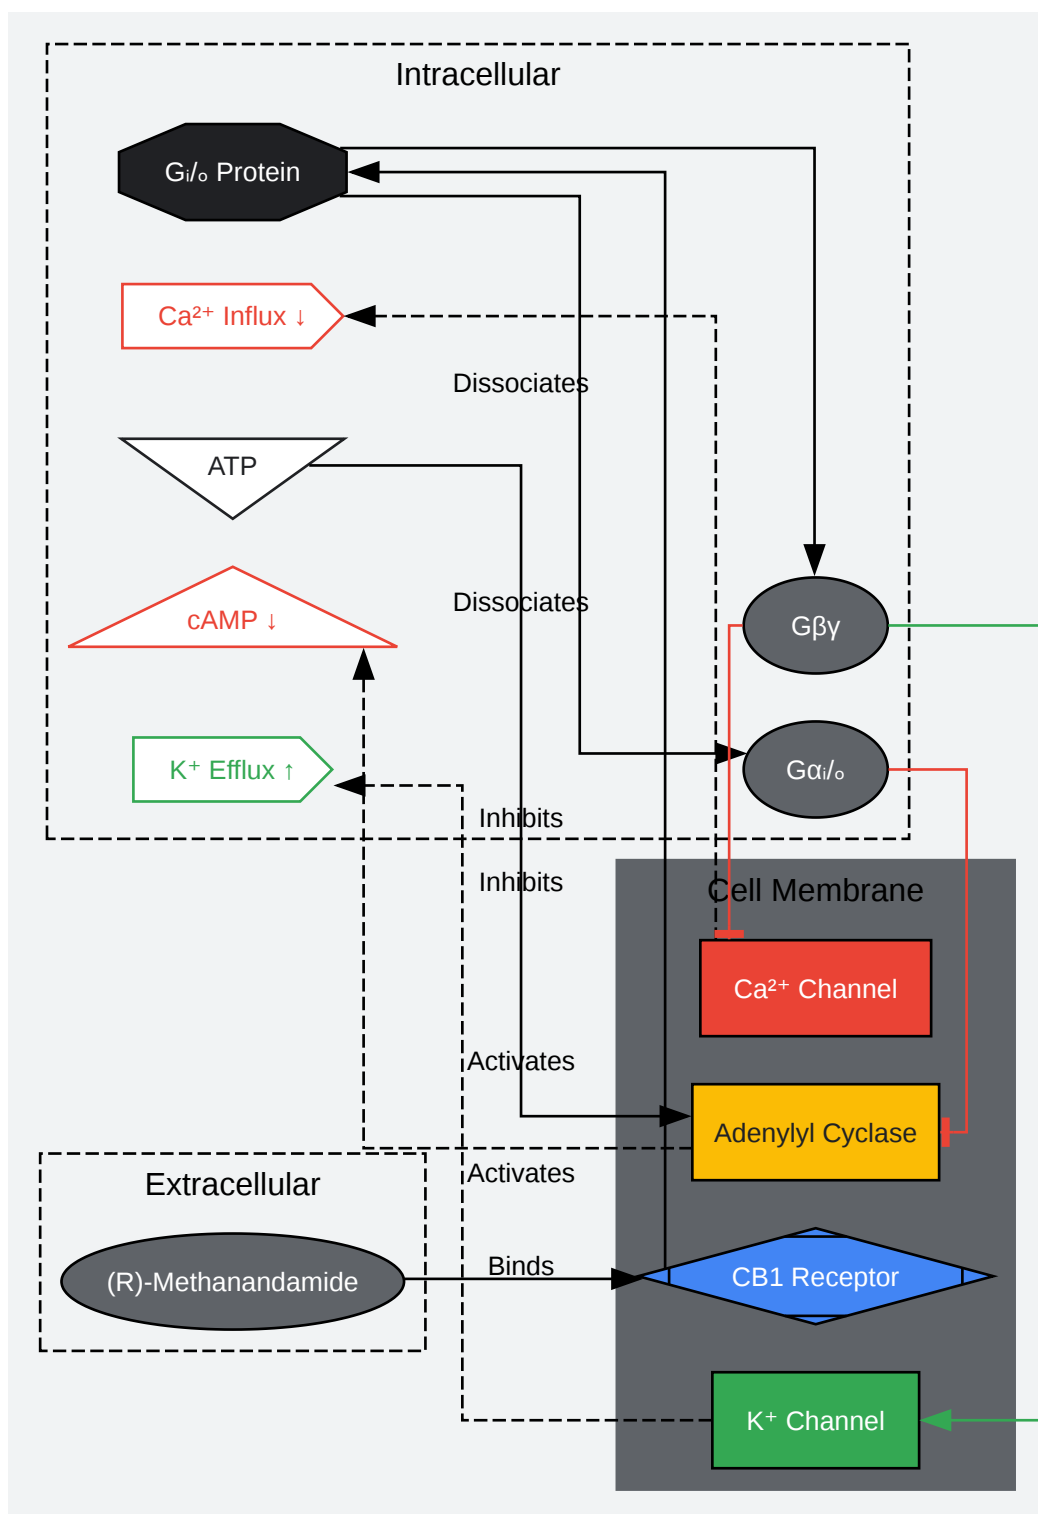 Intracellular
Gᵢ/ₒ Protein
Ca²⁺ Influx ↓
Dissociates
ATP
Dissociates
cAMP ↓
Gβγ
K⁺ Efflux ↑
Gαᵢ/ₒ
Inhibits
Inhibits
Cell Membrane
Ca²⁺ Channel
Activates
Adenylyl Cyclase
Activates
Extracellular
Binds
(R)-Methanandamide
CB1 Receptor
K⁺ Channel